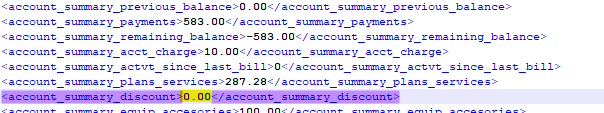 <account_summary_previous_balance>0.00</account_summary_previous_balance>
<account_summary_payments>583.00</account_summary_payments>
<account_summary_remaining_balance>-583.00</account_summary_remaining_balance>
<account_summary_acct_charge>10.00</account_summary_acct_charge>
<account_summary_actvt_since_last_bill>0</account_summary_actvt_since_last_bill>
<account_summary_plans_services>287.28</account_summary_plans_services>
<account_summary_discount>0.00</account_summary_discount>
<account_summary_equip_accesories>100.00</account_summary_equip_accesories>